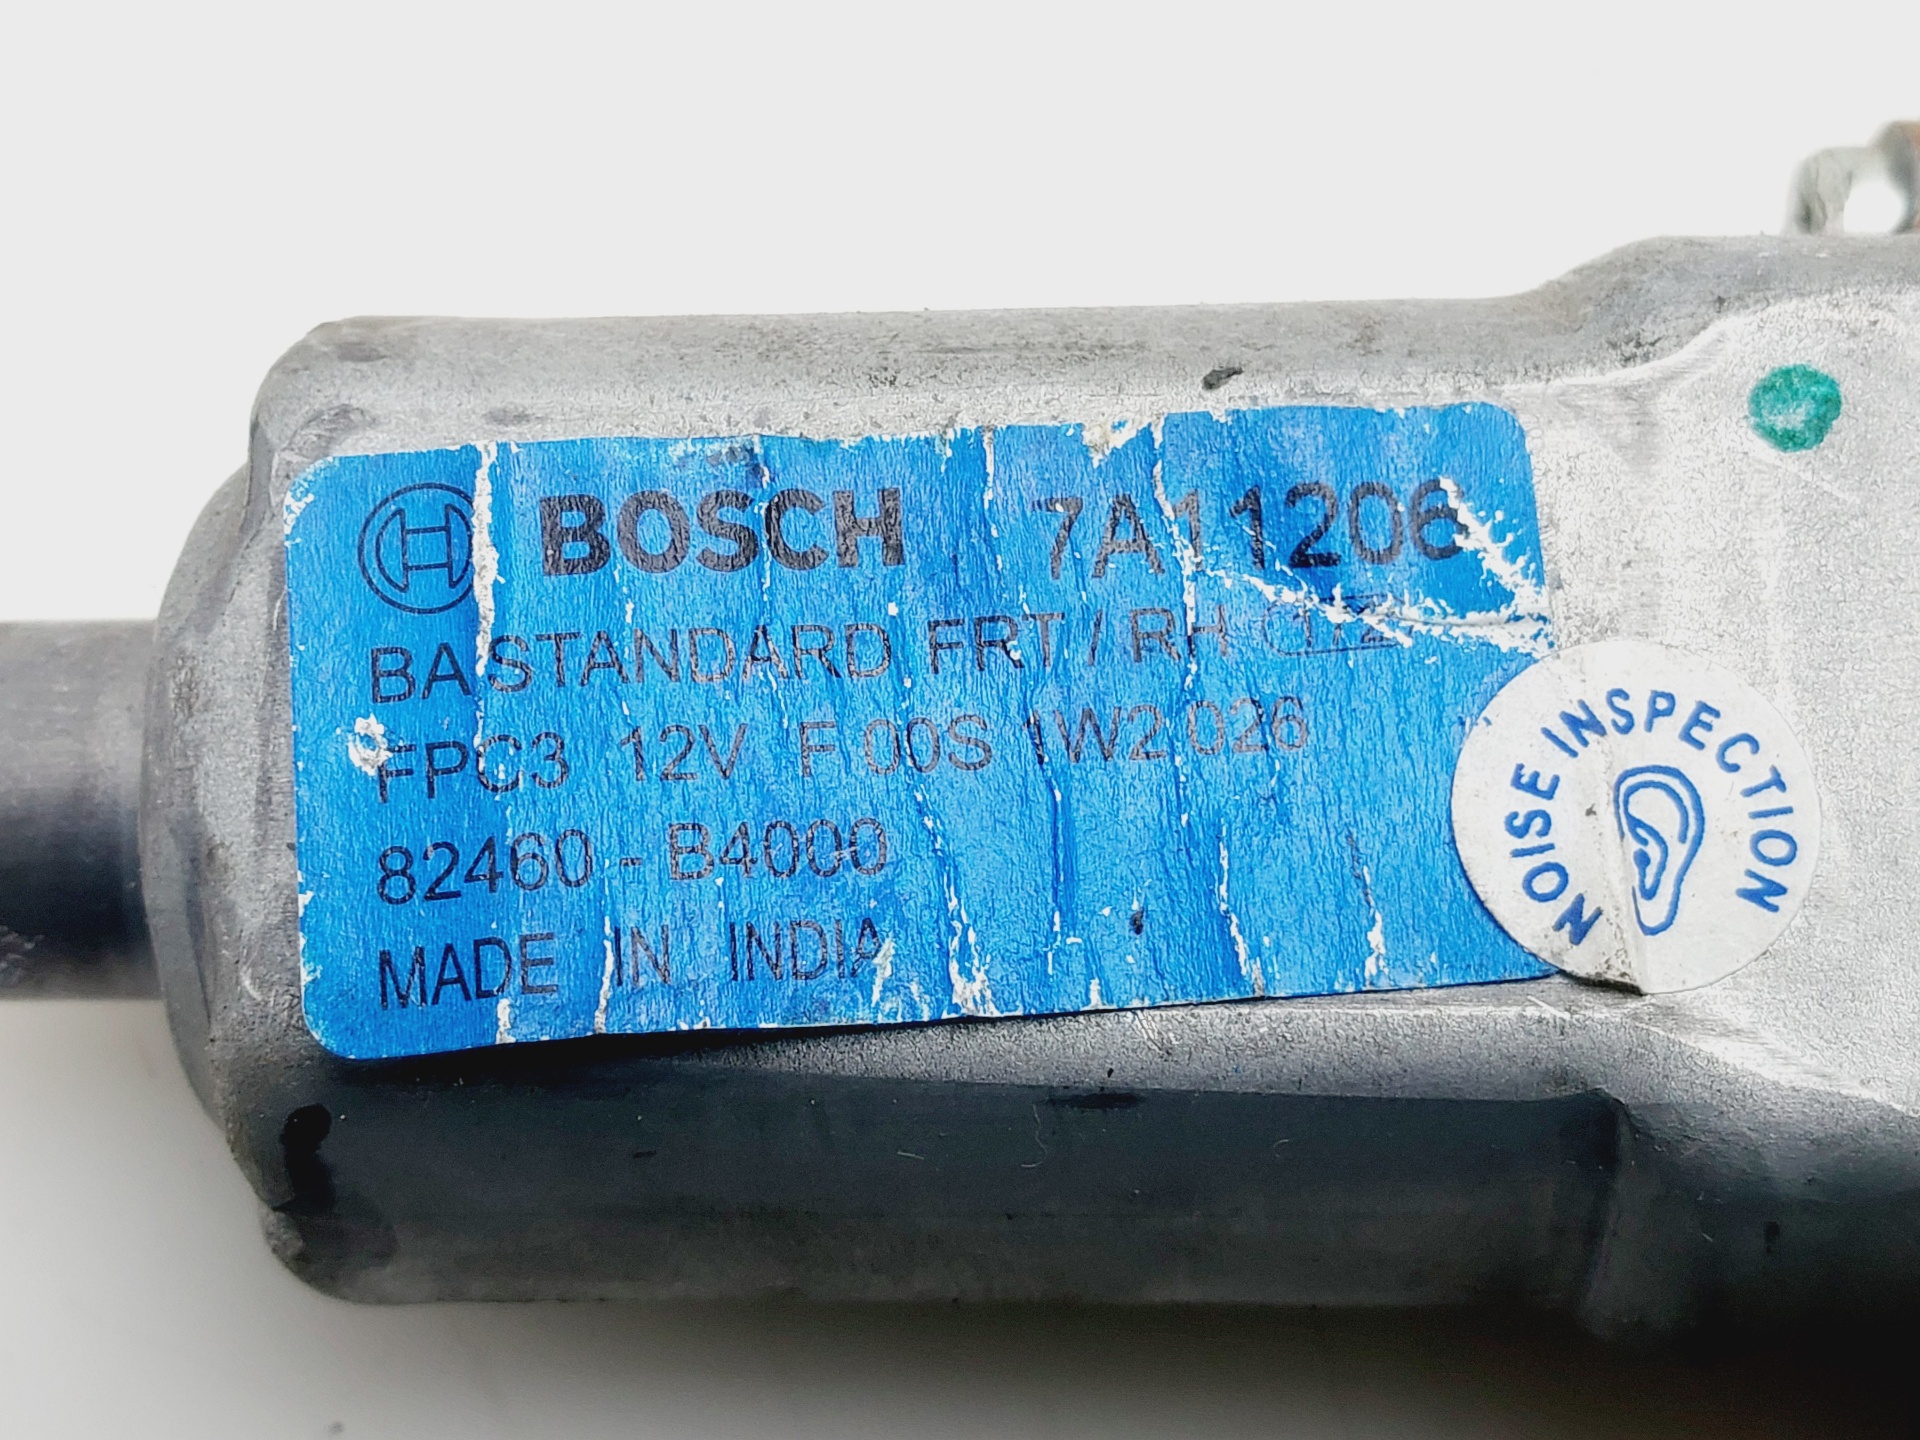 BOSCH 7A11206
BA STANDARD FRT / RH
FPC3 12V F 00S 1W2 026
82460 - B4000
MADE IN INDIA
NOISE INSPECTION